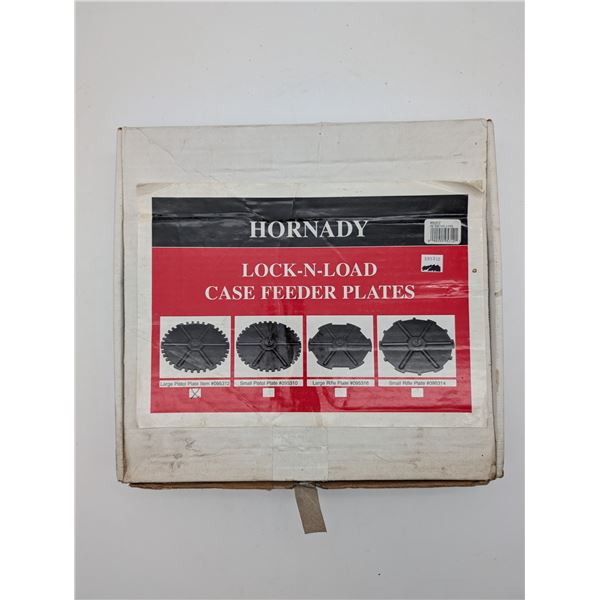 HORNADY
LOCK-N-LOAD
CASE FEEDER PLATES
Large Pistol Plate Item #095312
Small Pistol Plate #095310
Large Rifle Plate #095316
Small Rifle Plate #095314